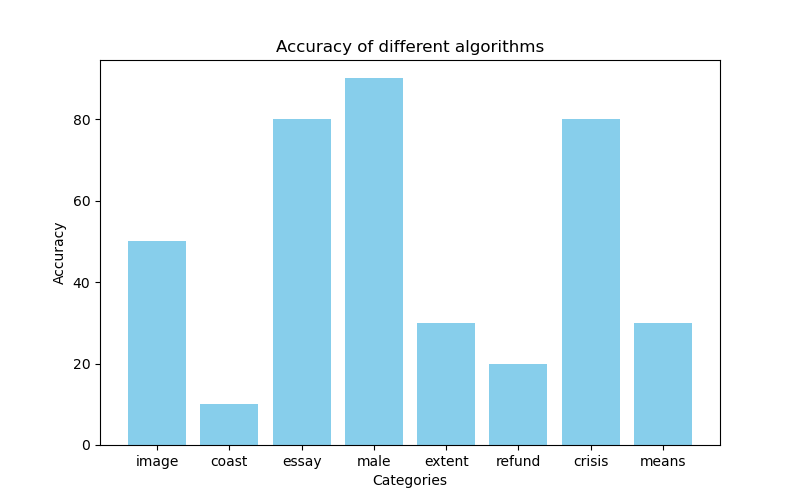 Accuracy of different algorithms
Accuracy
80
60
40
20
0
image coast essay male extent refund crisis means
Categories